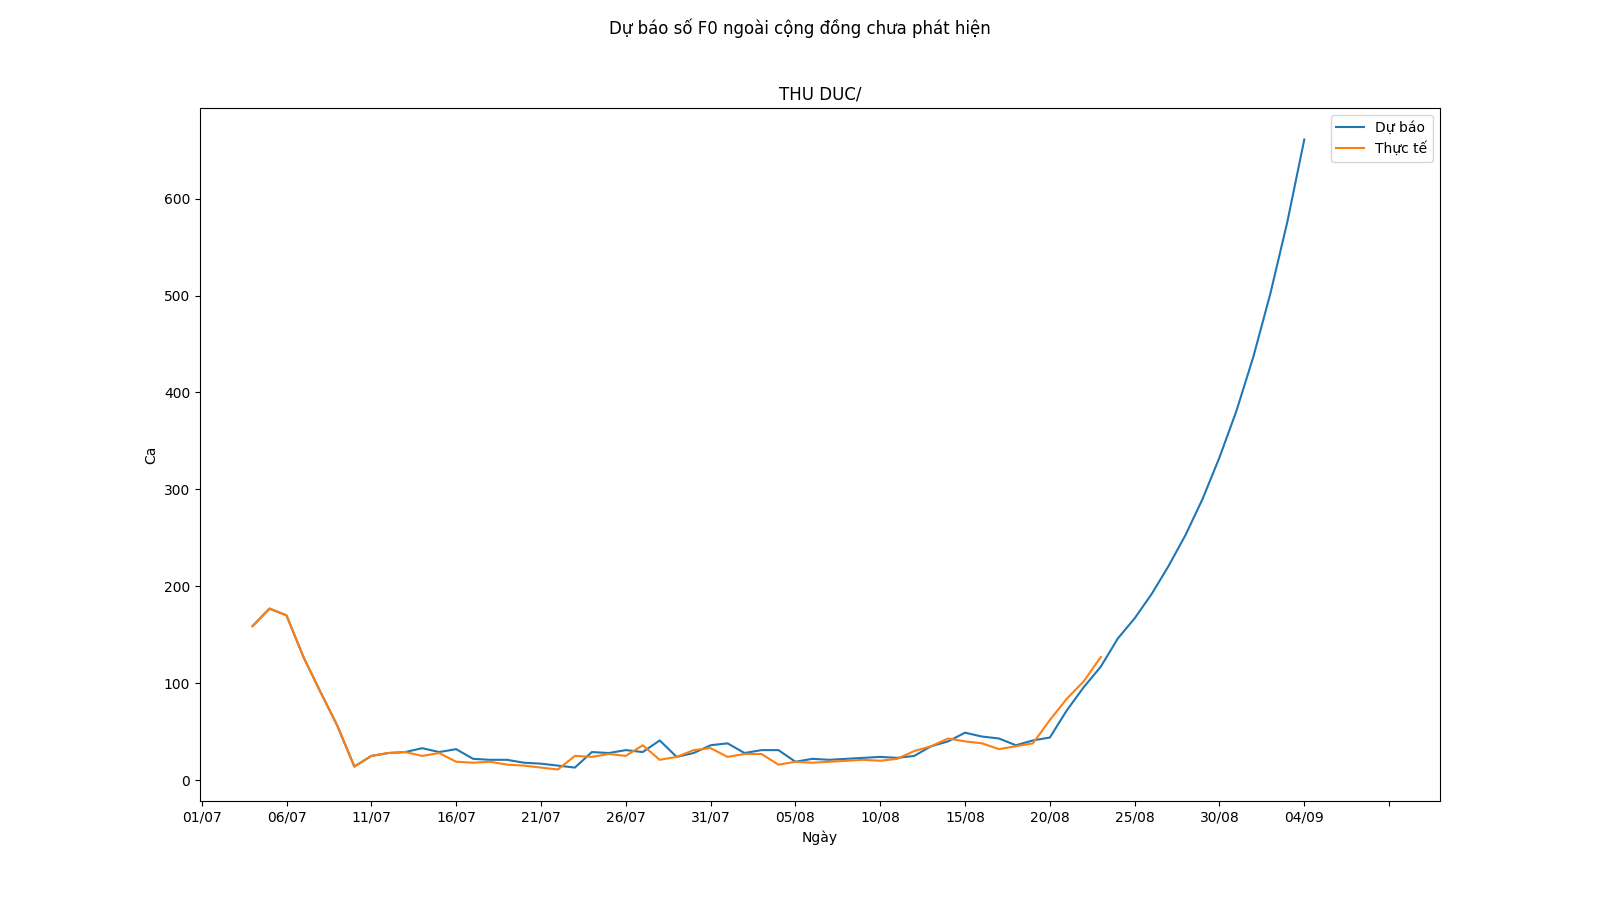 Dự báo số F0 ngoài cộng đồng chưa phát hiện
THU DUC/
Dự báo
Thực tế
600
500
400
300
200
100
0
Ca
01/07 06/07 11/07 16/07 21/07 26/07 31/07 05/08 10/08 15/08 20/08 25/08 30/08 04/09
Ngày